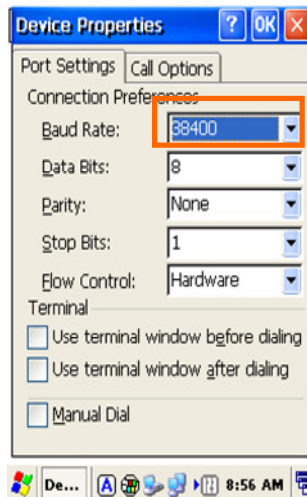 Device Properties ? OK X
Port Settings Call Options
Connection Preferences
Baud Rate: 38400
Data Bits: 8
Parity: None
Stop Bits: 1
Flow Control: Hardware
Terminal
Use terminal window before dialing
Use terminal window after dialing
Manual Dial
De... A 8:56 AM